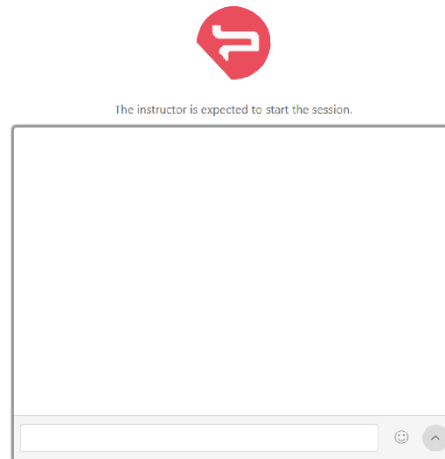 The instructor is expected to start the session.